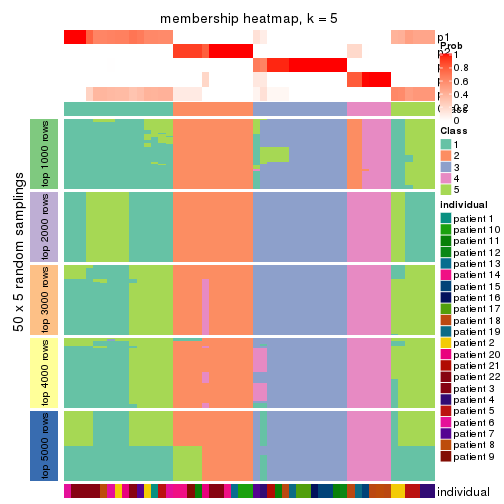 membership heatmap, k = 5
50 x 5 random samplings
top 1000 rows
top 2000 rows
top 3000 rows
top 4000 rows
top 5000 rows
p1
Prob
1
0.8
0.6
0.4
0.2
0
Class
1
2
3
4
5
individual
patient 1
patient 10
patient 11
patient 12
patient 13
patient 14
patient 15
patient 16
patient 17
patient 18
patient 19
patient 2
patient 20
patient 21
patient 22
patient 3
patient 4
patient 5
patient 6
patient 7
patient 8
patient 9
individual